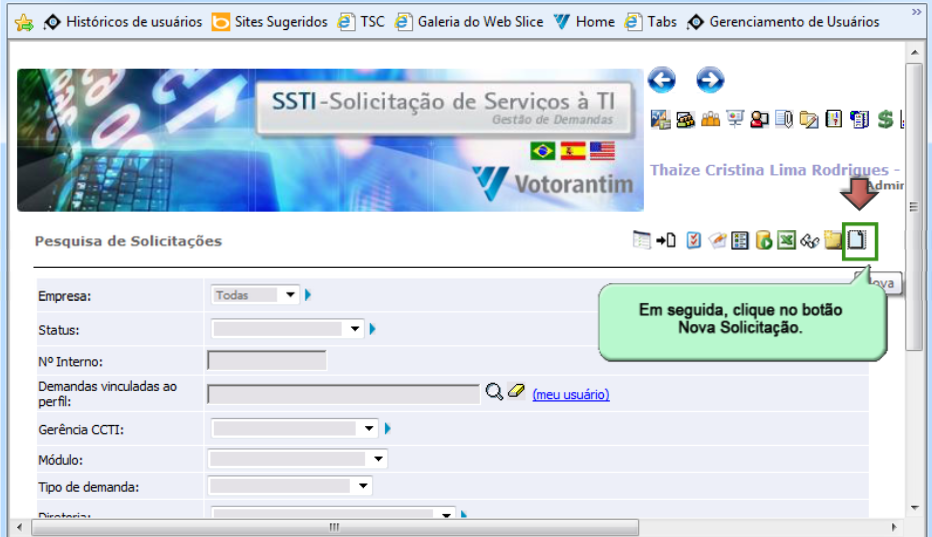 Históricos de usuários Sites Sugeridos TSC Galeria do Web Slice Home Tabs Gerenciamento de Usuários
SSTI-Solicitação de Serviços à TI
Gestão de Demandas
Votorantim
Thaize Cristina Lima Rodrigues -
Pesquisa de Solicitações
Empresa: Todas
Em seguida, clique no botão
Nova Solicitação.
Status:
Nº Interno:
Demandas vinculadas ao
perfil:
(meu usuário)
Gerência CCTI:
Módulo:
Tipo de demanda: